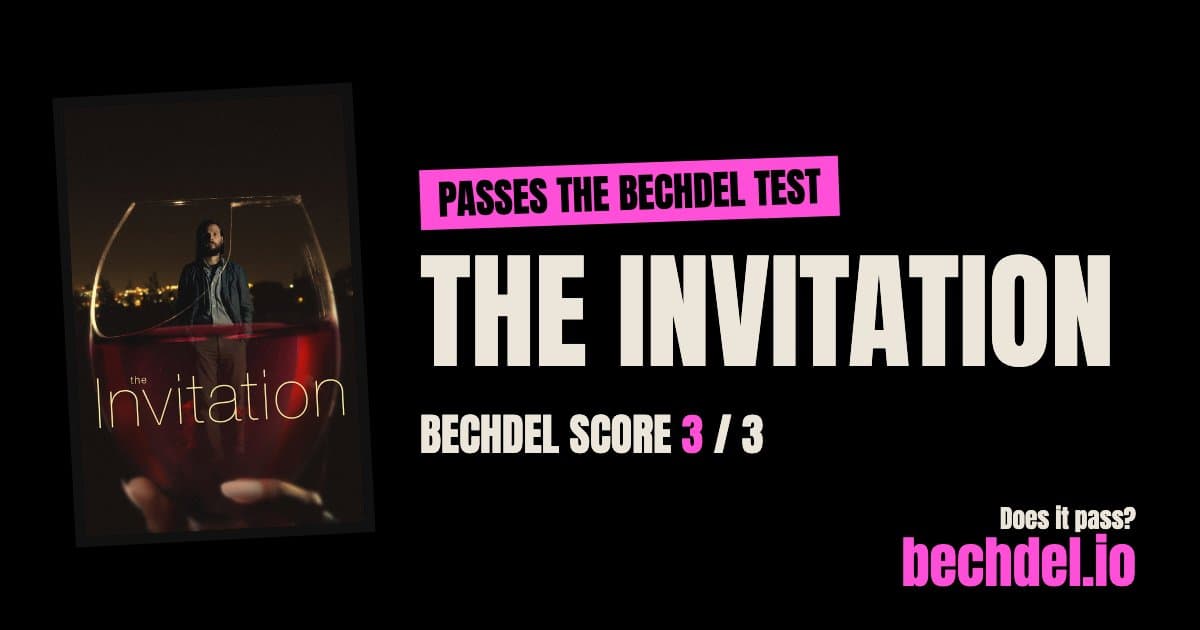 the
Invitation
PASSES THE BECHDEL TEST
THE INVITATION
BECHDEL SCORE 3 / 3
Does it pass?
bechdel.io